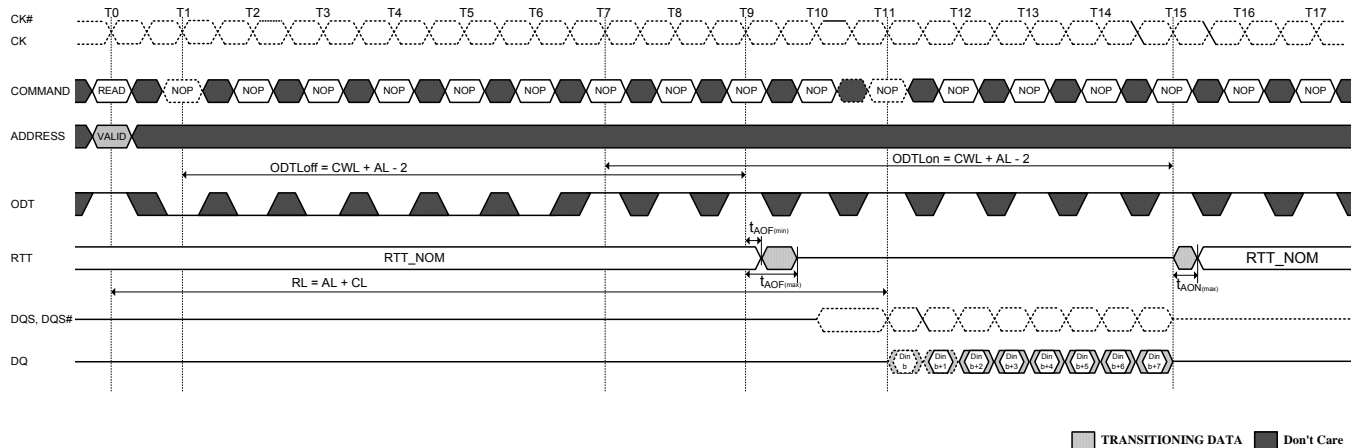 T0 T1 T2 T3 T4 T5 T6 T7 T8 T9 T10 T11 T12 T13 T14 T15 T16 T17
CK#
CK
COMMAND READ NOP NOP NOP NOP NOP NOP NOP NOP NOP NOP NOP NOP NOP NOP NOP NOP NOP
ADDRESS VALID
ODTLoff = CWL + AL - 2 ODTLon = CWL + AL - 2
ODT
tAOF(min)
RTT RTT_NOM RTT_NOM
tAOF(max) tAON(max)
RL = AL + CL
DQS, DQS#
DQ Din b Din b+1 Din b+2 Din b+3 Din b+4 Din b+5 Din b+6 Din b+7
TRANSITIONING DATA Don't Care